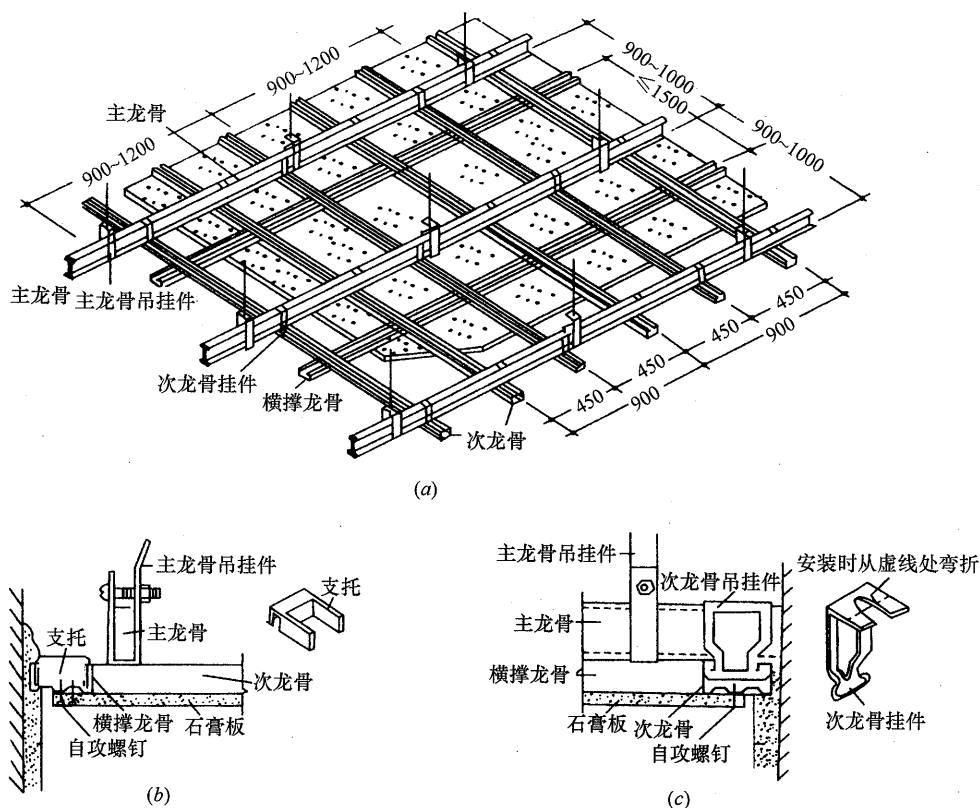 900~1200
900~1000
≤1500
主龙骨
900~1200
900~1000
主龙骨 主龙骨吊挂件
450
900
450
450
450
900
次龙骨挂件
横撑龙骨
次龙骨
(a)
主龙骨吊挂件
支托
主龙骨
支托
次龙骨
横撑龙骨
石膏板
自攻螺钉
(b)
主龙骨吊挂件
次龙骨吊挂件
安装时从虚线处弯折
主龙骨
横撑龙骨
石膏板
次龙骨
自攻螺钉
次龙骨挂件
(c)